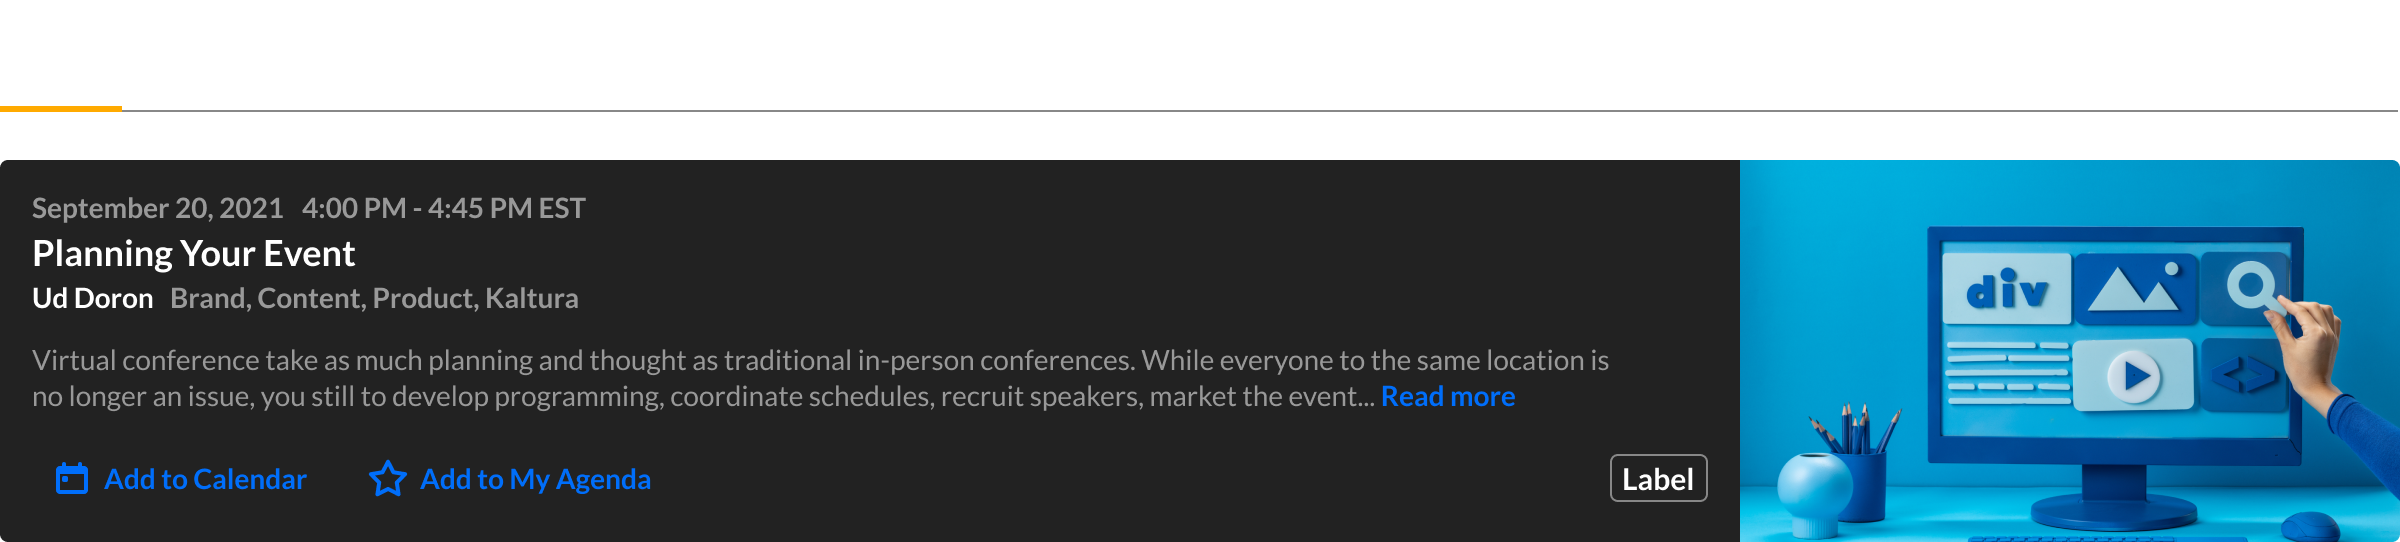 September 20, 2021 4:00 PM - 4:45 PM EST
Planning Your Event
Ud Doron Brand, Content, Product, Kaltura
Virtual conference take as much planning and thought as traditional in-person conferences. While everyone to the same location is
no longer an issue, you still to develop programming, coordinate schedules, recruit speakers, market the event... Read more
Add to Calendar Add to My Agenda Label
div
</>